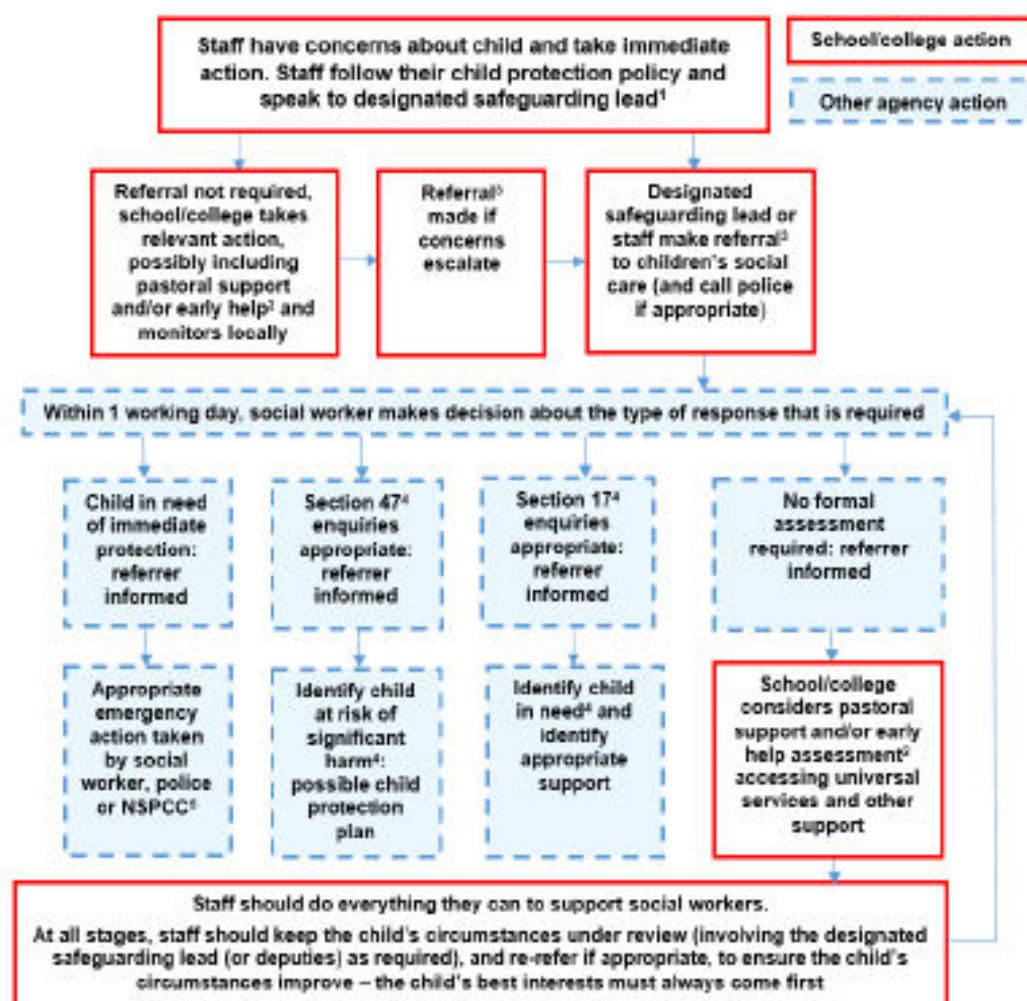 Staff have concerns about child and take immediate
action. Staff follow their child protection policy and
speak to designated safeguarding lead¹
School/college action
Other agency action
Referral not required,
school/college takes
relevant action,
possibly including
pastoral support
and/or early help² and
monitors locally
Referral³
made if
concerns
escalate
Designated
safeguarding lead or
staff make referral³
to children's social
care (and call police
if appropriate)
Within 1 working day, social worker makes decision about the type of response that is required
Child in need
of immediate
protection:
referrer
informed
Section 47⁴
enquiries
appropriate:
referrer
informed
Section 17⁴
enquiries
appropriate:
referrer
informed
No formal
assessment
required: referrer
informed
Appropriate
emergency
action taken
by social
worker, police
or NSPCC⁵
Identify child
at risk of
significant
harm⁴:
possible child
protection
plan
Identify child
in need⁴ and
identify
appropriate
support
School/college
considers pastoral
support and/or early
help assessment²
accessing universal
services and other
support
Staff should do everything they can to support social workers.
At all stages, staff should keep the child's circumstances under review (involving the designated
safeguarding lead (or deputies) as required), and re-refer if appropriate, to ensure the child's
circumstances improve – the child's best interests must always come first